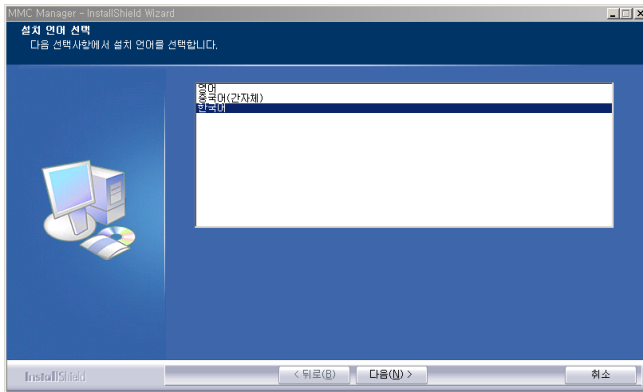 MMC Manager - InstallShield Wizard
설치 언어 선택
다음 선택사항에서 설치 언어를 선택합니다.
영어
중국어(간자체)
한국어
InstallShield
< 뒤로(B)
다음(N) >
취소